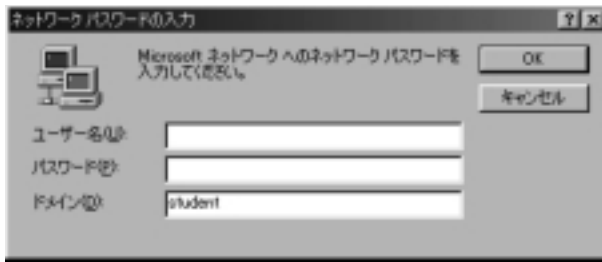 ネットワーク パスワードの入力
Microsoft ネットワーク へのネットワーク パスワードを
入力してください。
OK
キャンセル
ユーザー名(U):
パスワード(P):
ドメイン(D):
student